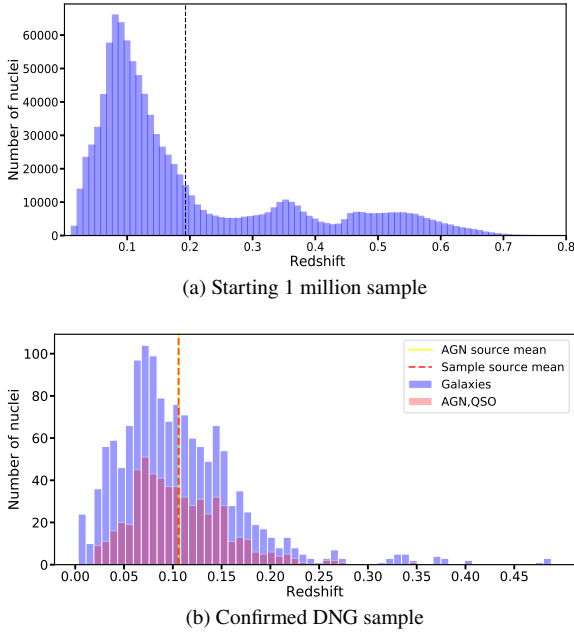 60000
50000
40000
30000
20000
10000
0
Number of nuclei
0.1 0.2 0.3 0.4 0.5 0.6 0.7 0.8
Redshift
(a) Starting 1 million sample
100
80
60
40
20
0
Number of nuclei
AGN source mean
Sample source mean
Galaxies
AGN,QSO
0.00 0.05 0.10 0.15 0.20 0.25 0.30 0.35 0.40 0.45
Redshift
(b) Confirmed DNG sample